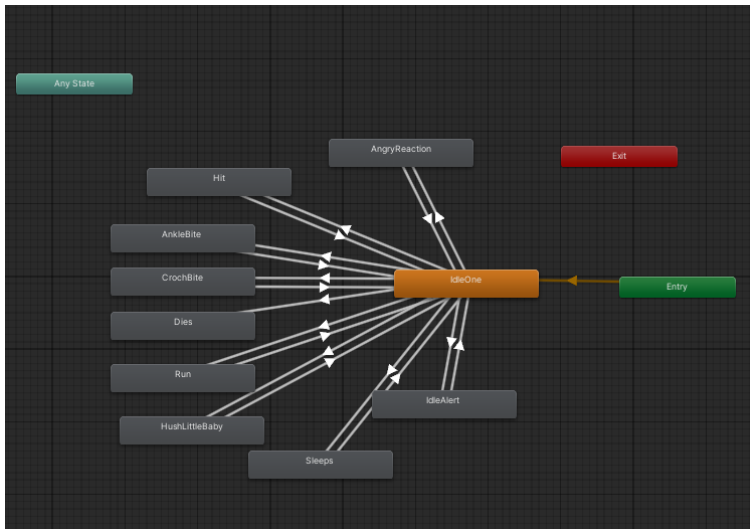 Any State
AngryReaction
Exit
Hit
AnkleBite
CrochBite
IdleOne
Entry
Dies
Run
IdleAlert
HushLittleBaby
Sleeps